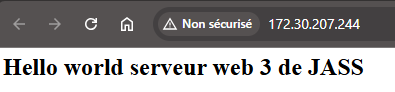 Non sécurisé 172.30.207.244
Hello world serveur web 3 de JASS